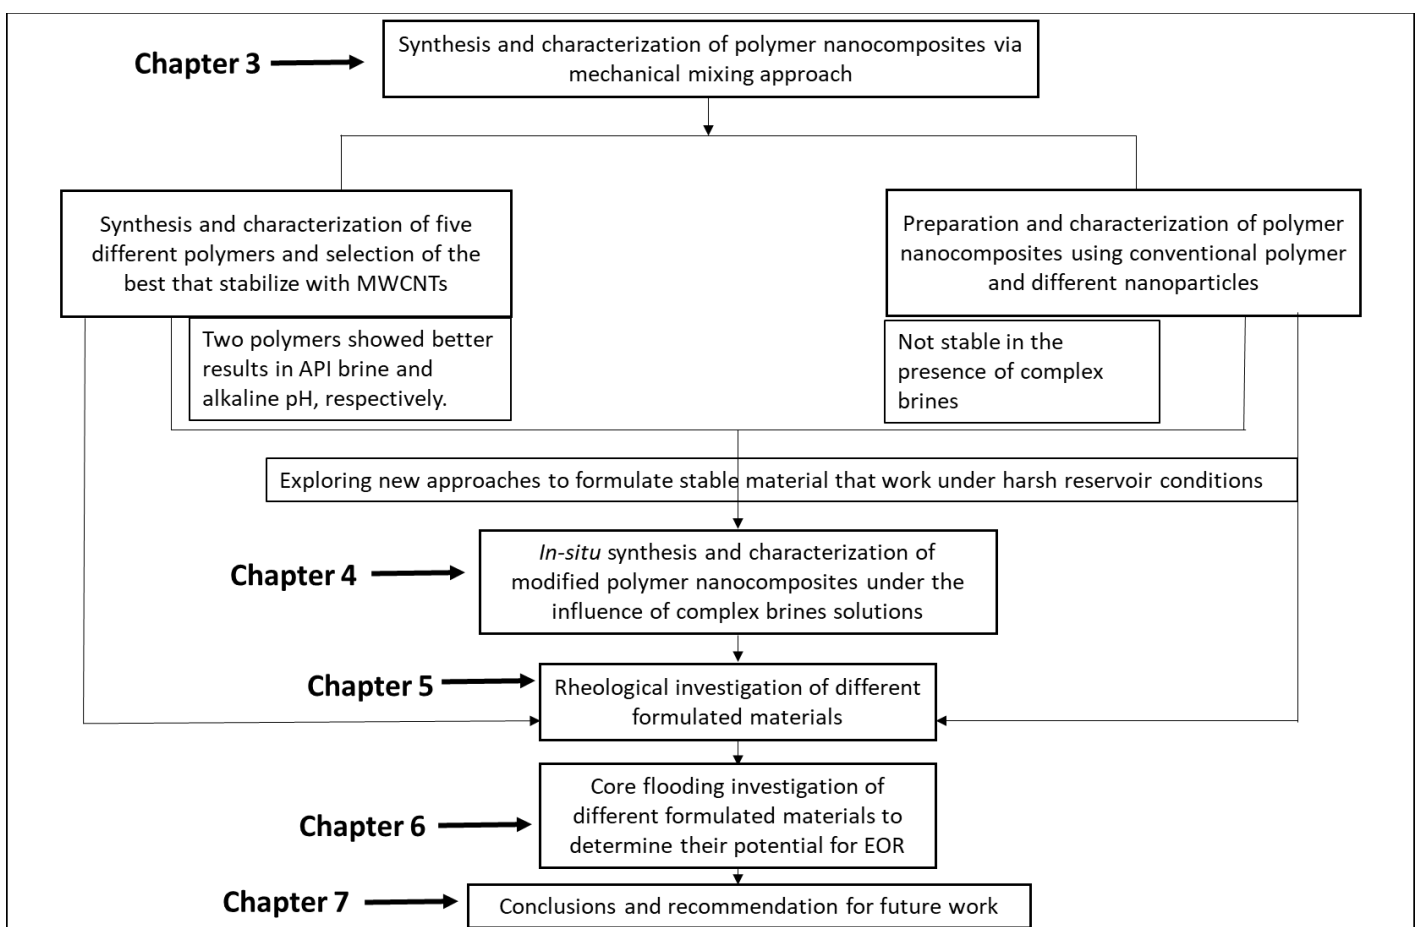 Chapter 3
Synthesis and characterization of polymer nanocomposites via
mechanical mixing approach
Synthesis and characterization of five
different polymers and selection of the
best that stabilize with MWCNTs
Preparation and characterization of polymer
nanocomposites using conventional polymer
and different nanoparticles
Two polymers showed better
results in API brine and
alkaline pH, respectively.
Not stable in the
presence of complex
brines
Exploring new approaches to formulate stable material that work under harsh reservoir conditions
Chapter 4
In-situ synthesis and characterization of
modified polymer nanocomposites under the
influence of complex brines solutions
Chapter 5
Rheological investigation of different
formulated materials
Chapter 6
Core flooding investigation of
different formulated materials to
determine their potential for EOR
Chapter 7
Conclusions and recommendation for future work